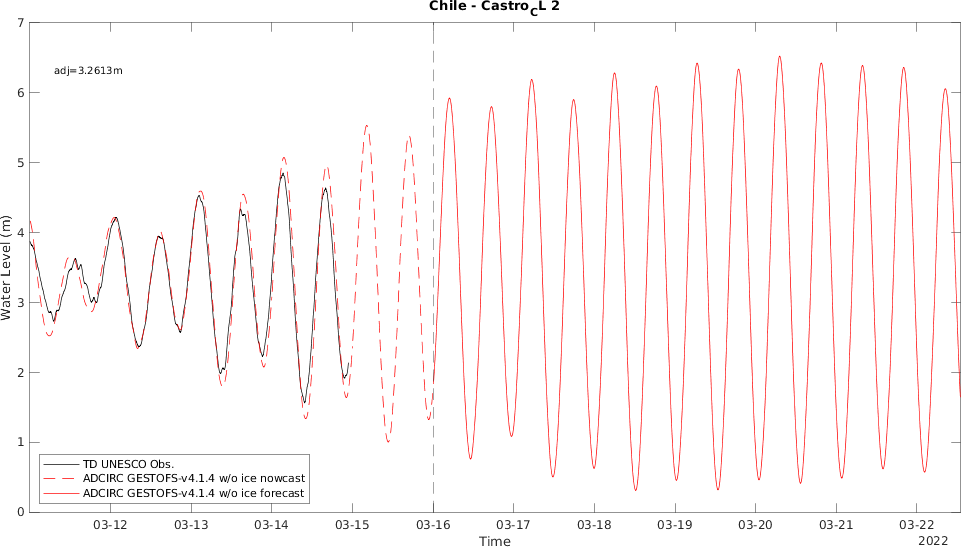 Chile - Castro_CL 2
adj=3.2613m
7
6
5
4
3
2
1
0
Water Level (m)
TD UNESCO Obs.
ADCIRC GESTOFS-v4.1.4 w/o ice nowcast
ADCIRC GESTOFS-v4.1.4 w/o ice forecast
03-12 03-13 03-14 03-15 03-16 03-17 03-18 03-19 03-20 03-21 03-22
Time
2022